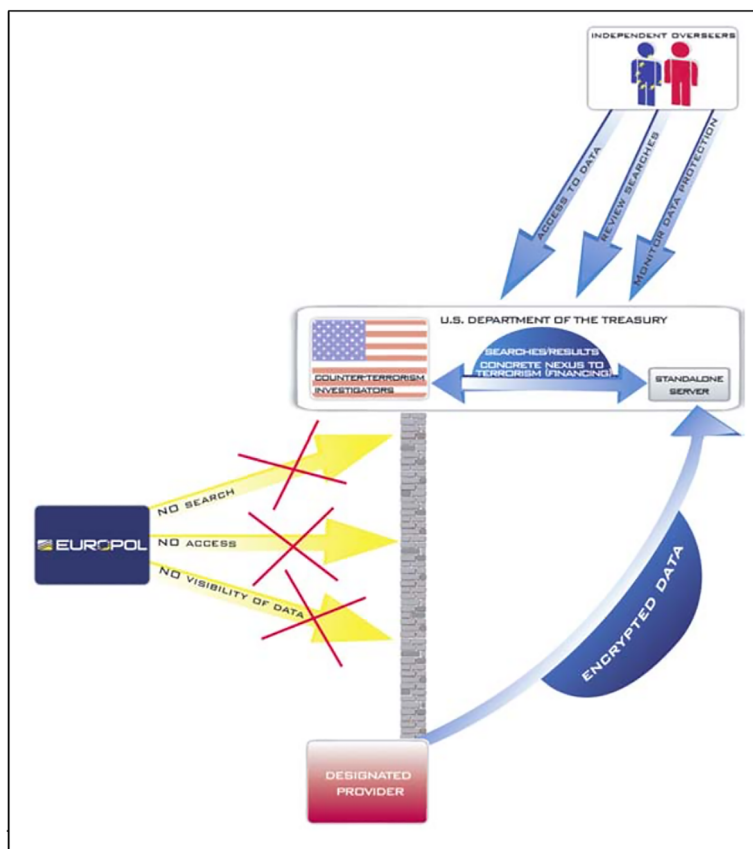 INDEPENDENT OVERSEERS
ACCESS TO DATA
REVIEW SEARCHES
MONITOR DATA PROTECTION
U.S. DEPARTMENT OF THE TREASURY
COUNTER-TERRORISM
INVESTIGATORS
SEARCHES/RESULTS
CONCRETE NEXUS TO
TERRORISM (FINANCING)
STANDALONE
SERVER
NO SEARCH
EUROPOL
NO ACCESS
NO VISIBILITY OF DATA
ENCRYPTED DATA
DESIGNATED
PROVIDER